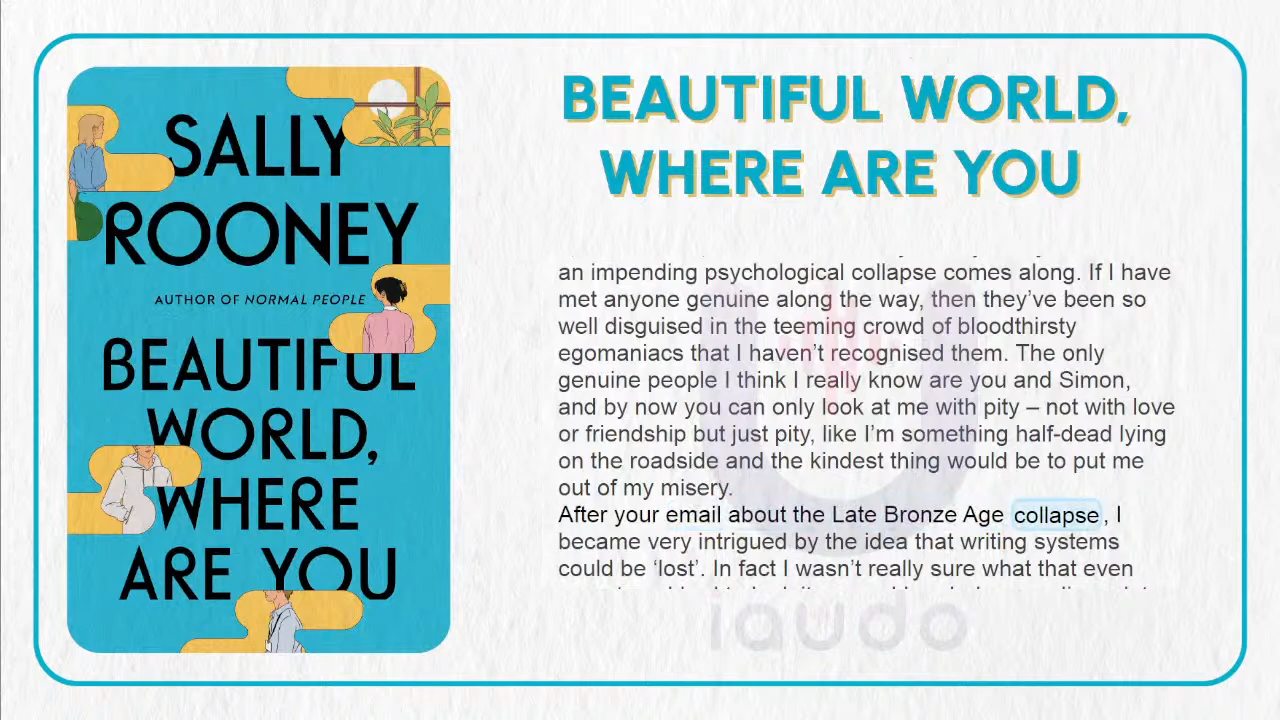 SALLY
ROONEY
AUTHOR OF NORMAL PEOPLE
BEAUTIFUL
WORLD,
WHERE
ARE YOU
BEAUTIFUL WORLD,
WHERE ARE YOU
an impending psychological collapse comes along. If I have
met anyone genuine along the way, then they’ve been so
well disguised in the teeming crowd of bloodthirsty
egomaniacs that I haven’t recognised them. The only
genuine people I think I really know are you and Simon,
and by now you can only look at me with pity – not with love
or friendship but just pity, like I’m something half-dead lying
on the roadside and the kindest thing would be to put me
out of my misery.
After your email about the Late Bronze Age collapse, I
became very intrigued by the idea that writing systems
could be ‘lost’. In fact I wasn’t really sure what that even
iaudo